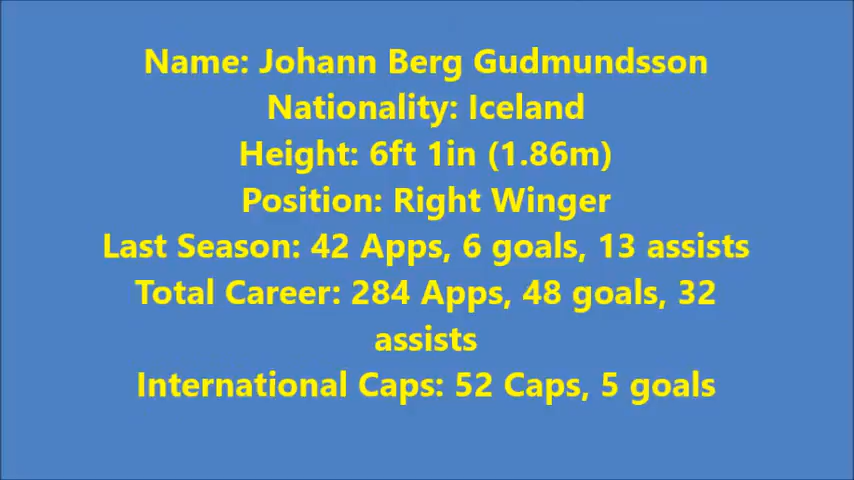 Name: Johann Berg Gudmundsson
Nationality: Iceland
Height: 6ft 1in (1.86m)
Position: Right Winger
Last Season: 42 Apps, 6 goals, 13 assists
Total Career: 284 Apps, 48 goals, 32
assists
International Caps: 52 Caps, 5 goals